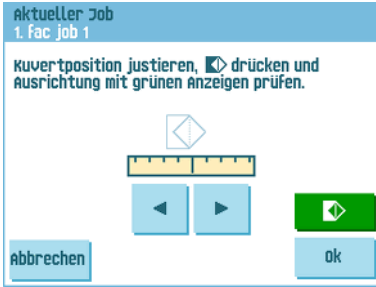 Aktueller Job
1. Fac job 1
Kuvertposition justieren, drücken und
Ausrichtung mit grünen Anzeigen prüfen.
Abbrechen
Ok